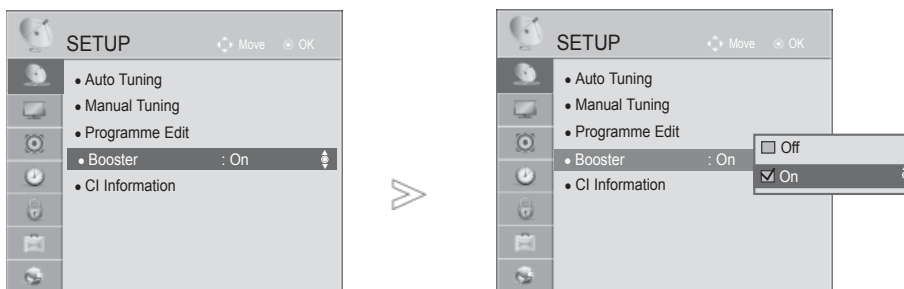 SETUP
Move OK
• Auto Tuning
• Manual Tuning
• Programme Edit
• Booster : On
• CI Information
SETUP
Move OK
• Auto Tuning
• Manual Tuning
• Programme Edit
• Booster : On
• CI Information
Off
On